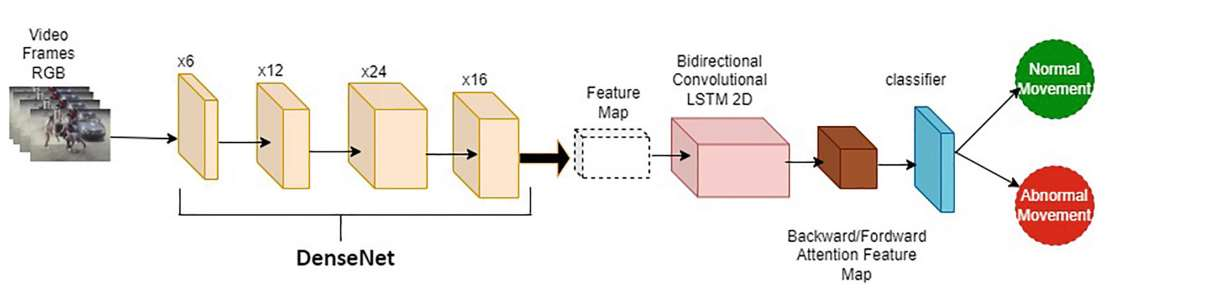 Video
Frames
RGB
x6
x12
x24
x16
DenseNet
Feature
Map
Bidirectional
Convolutional
LSTM 2D
Backward/Fordward
Attention Feature
Map
classifier
Normal
Movement
Abnormal
Movement